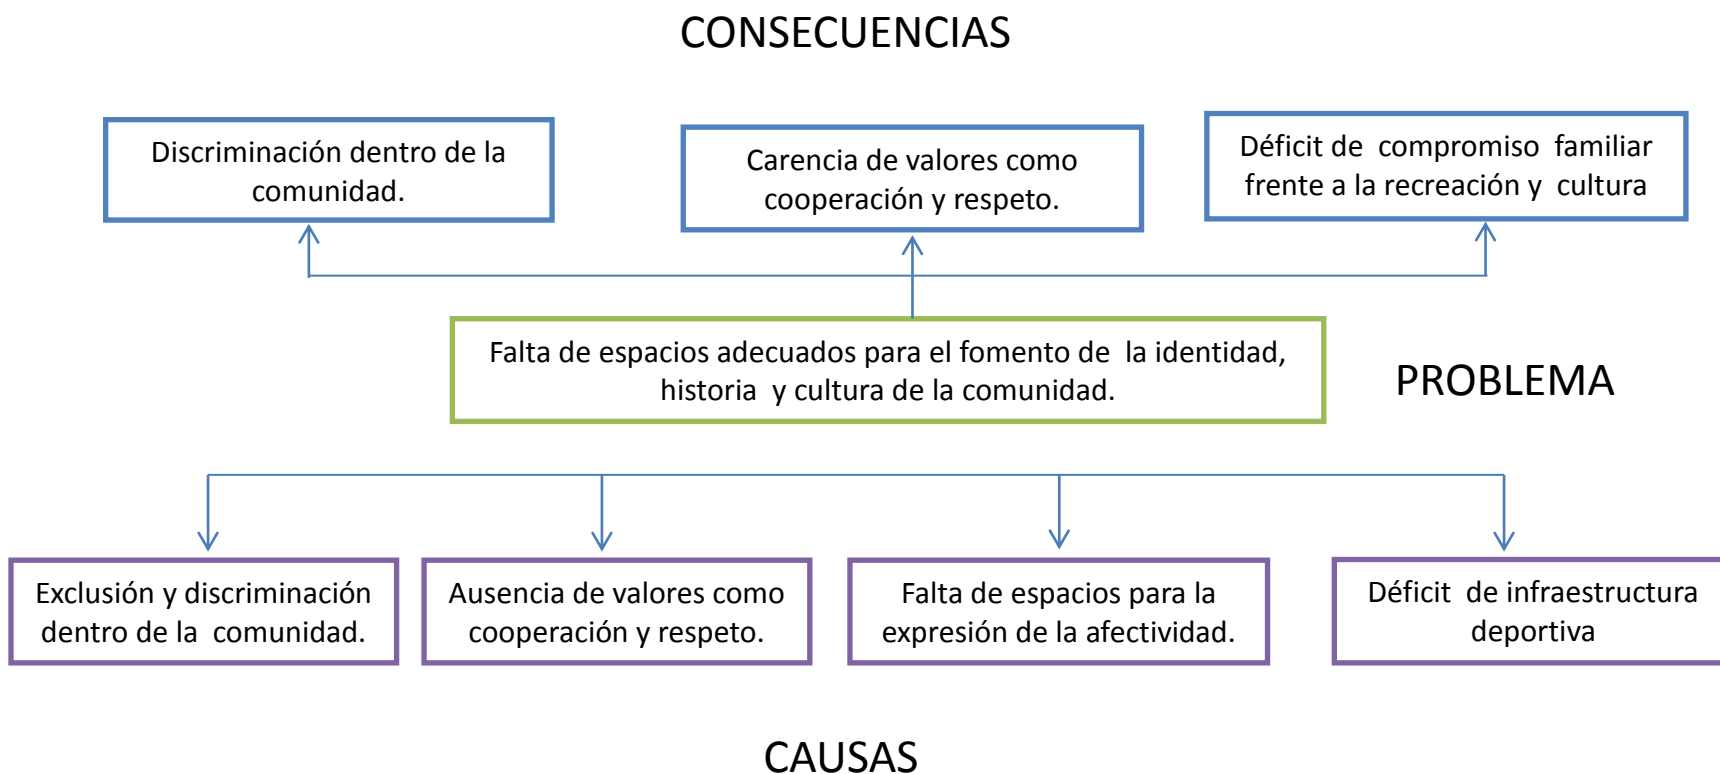 CONSECUENCIAS
Discriminación dentro de la
comunidad.
Carencia de valores como
cooperación y respeto.
Déficit de compromiso familiar
frente a la recreación y cultura
Falta de espacios adecuados para el fomento de la identidad,
historia y cultura de la comunidad.
PROBLEMA
Exclusión y discriminación
dentro de la comunidad.
Ausencia de valores como
cooperación y respeto.
Falta de espacios para la
expresión de la afectividad.
Déficit de infraestructura
deportiva
CAUSAS